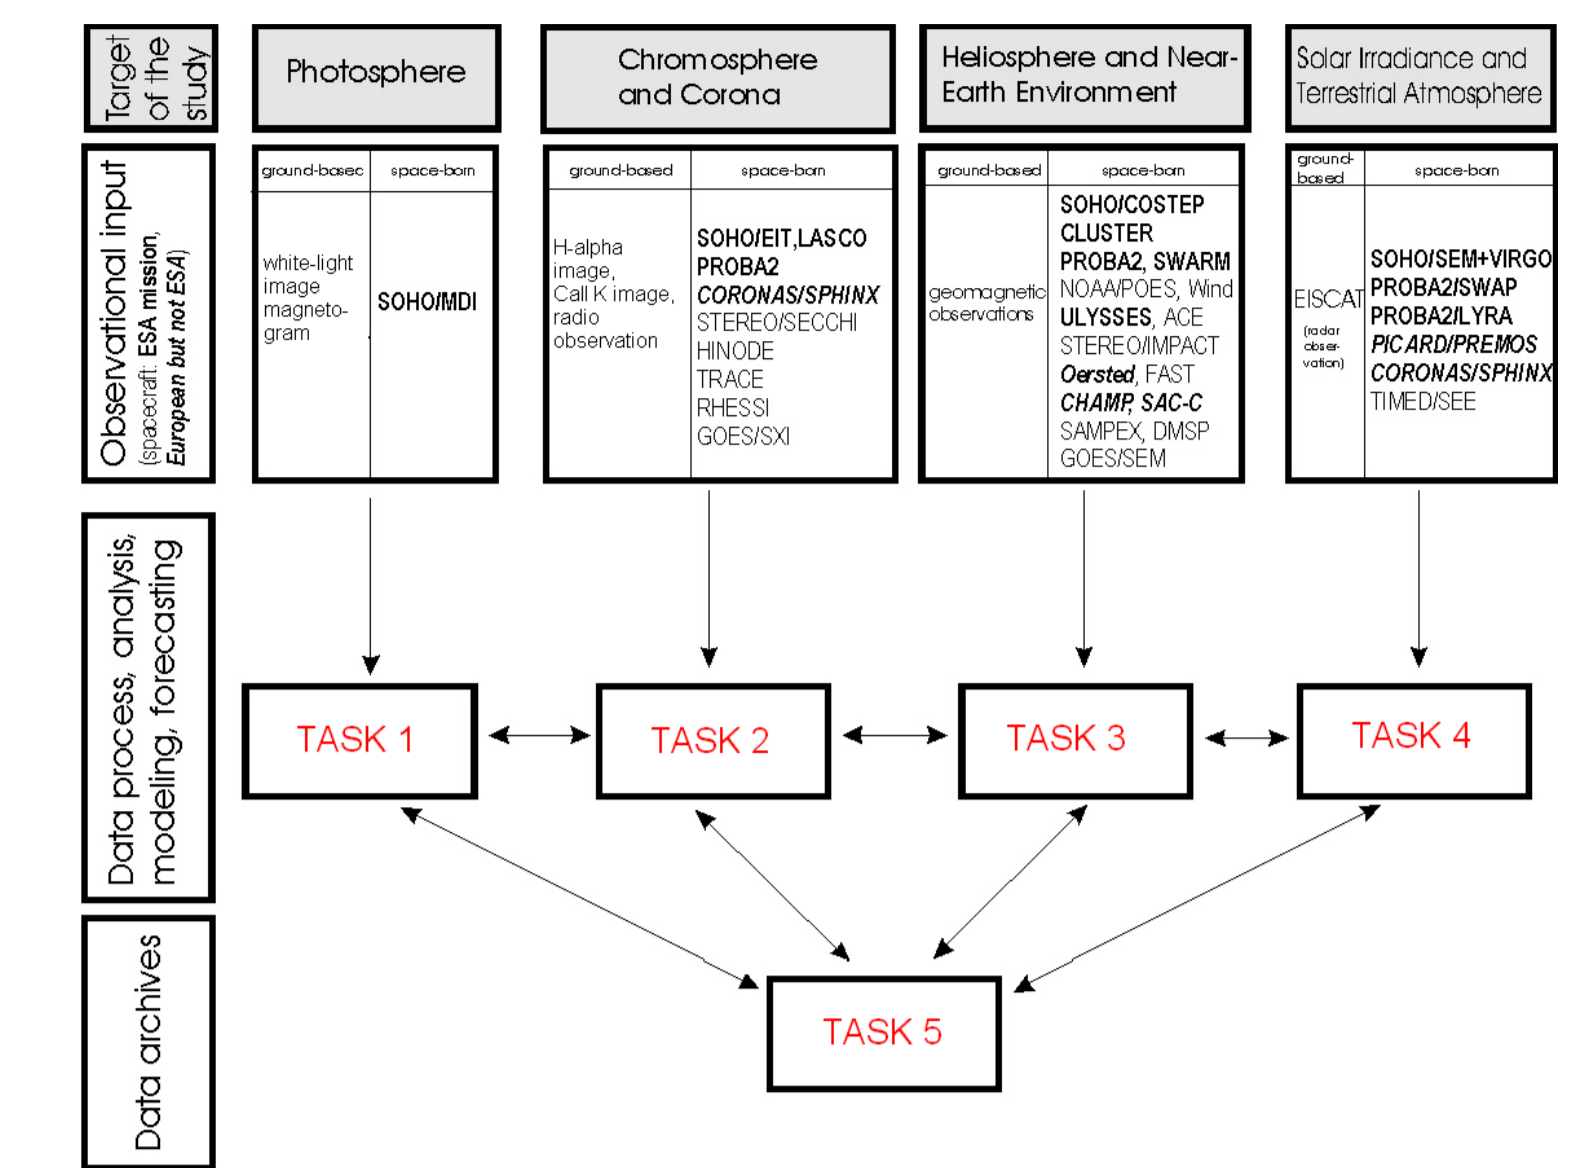 Target
of the
study
Photosphere
Chromosphere
and Corona
Heliosphere and Near-
Earth Environment
Solar Irradiance and
Terrestrial Atmosphere
Observational input
(spacecraft: ESA mission,
European but not ESA)
ground-basec
space-born
white-light
image
magneto-
gram
SOHO/MDI
ground-based
space-born
H-alpha
image,
Call K image,
radio
observation
SOHO/EIT,LASCO
PROBA2
CORONAS/SPHINX
STEREO/SECCHI
HINODE
TRACE
RHESSI
GOES/SXI
ground-based
space-born
geomagnetic
observations
SOHO/COSTEP
CLUSTER
PROBA2, SWARM
NOAA/POES, Wind
ULYSSES, ACE
STEREO/IMPACT
Oersted, FAST
CHAMP, SAC-C
SAMPEX, DMSP
GOES/SEM
ground-
based
space-born
EISCAT
(radar
obser-
vation)
SOHO/SEM+VIRGO
PROBA2/SWAP
PROBA2/LYRA
PICARD/PREMOS
CORONAS/SPHINX
TIMED/SEE
Data process, analysis,
modeling, forecasting
TASK 1
TASK 2
TASK 3
TASK 4
Data archives
TASK 5